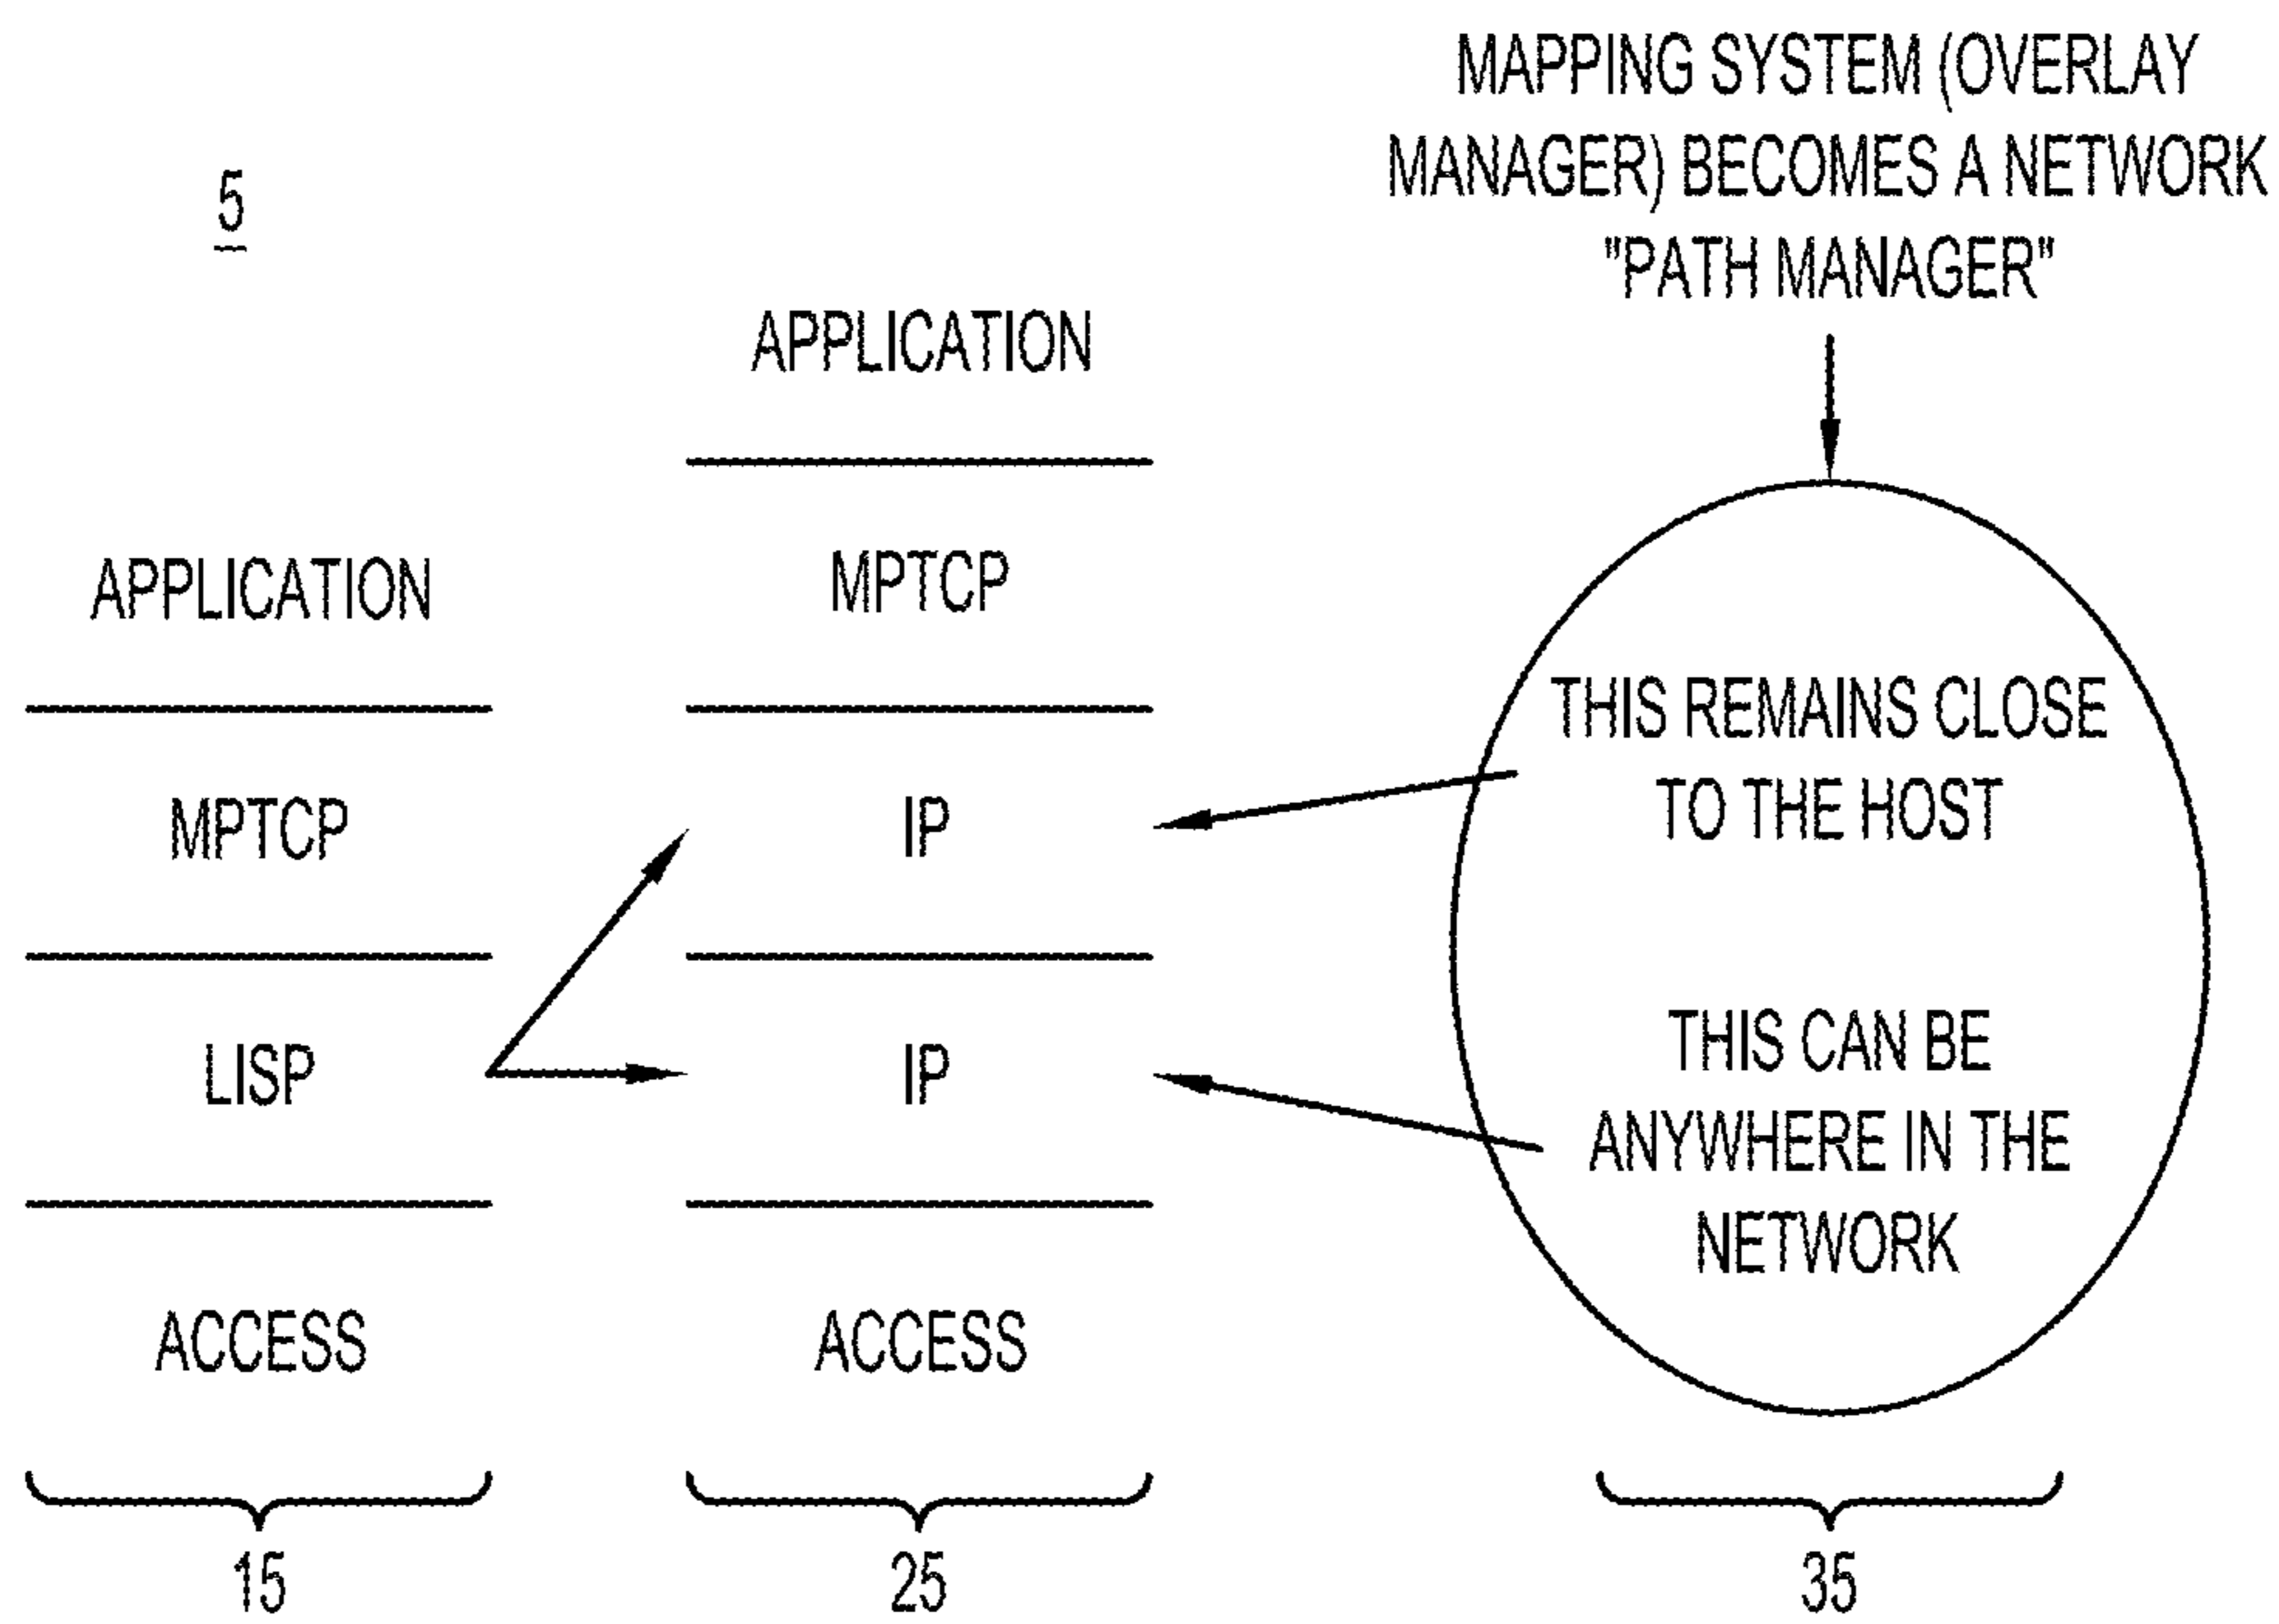 5
APPLICATION
MPTCP
LISP
ACCESS
15
APPLICATION
MPTCP
IP
IP
ACCESS
25
MAPPING SYSTEM (OVERLAY
MANAGER) BECOMES A NETWORK
"PATH MANAGER"
THIS REMAINS CLOSE
TO THE HOST
THIS CAN BE
ANYWHERE IN THE
NETWORK
35